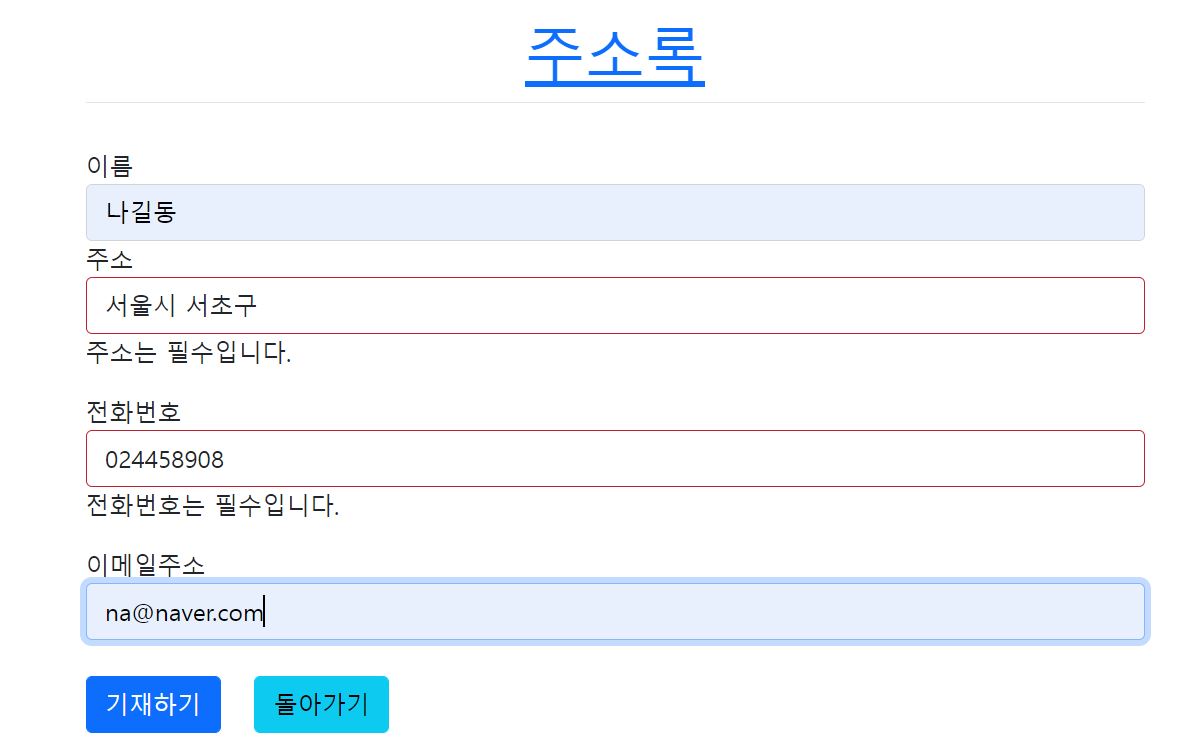 주소록
이름
나길동
주소
서울시 서초구
주소는 필수입니다.
전화번호
024458908
전화번호는 필수입니다.
이메일주소
na@naver.com
기재하기 돌아가기